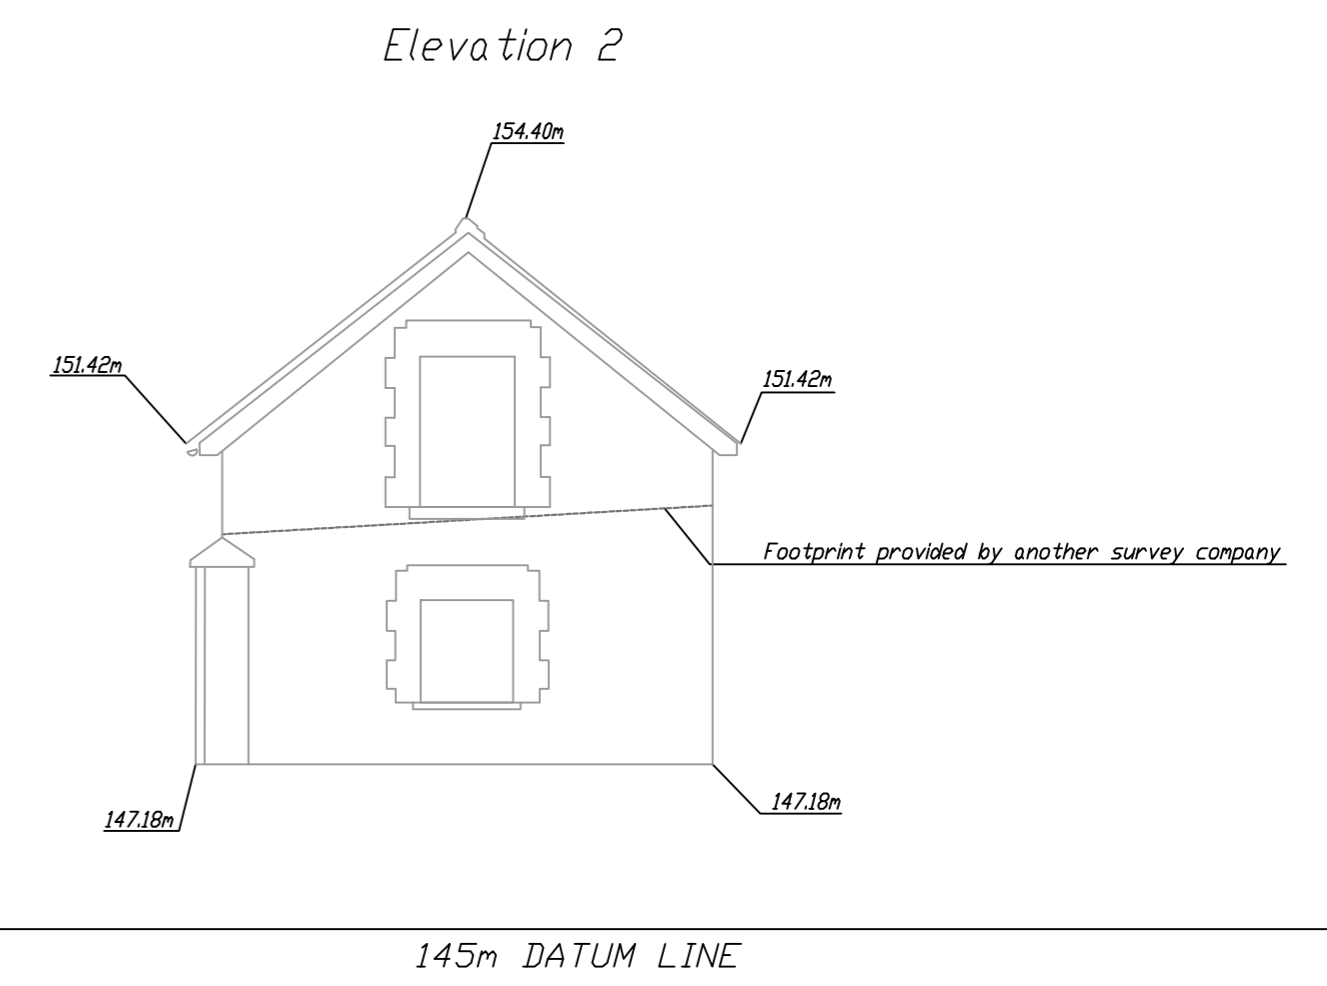 Elevation 2
154.40m
151.42m
151.42m
Footprint provided by another survey company
147.18m
147.18m
145m DATUM LINE